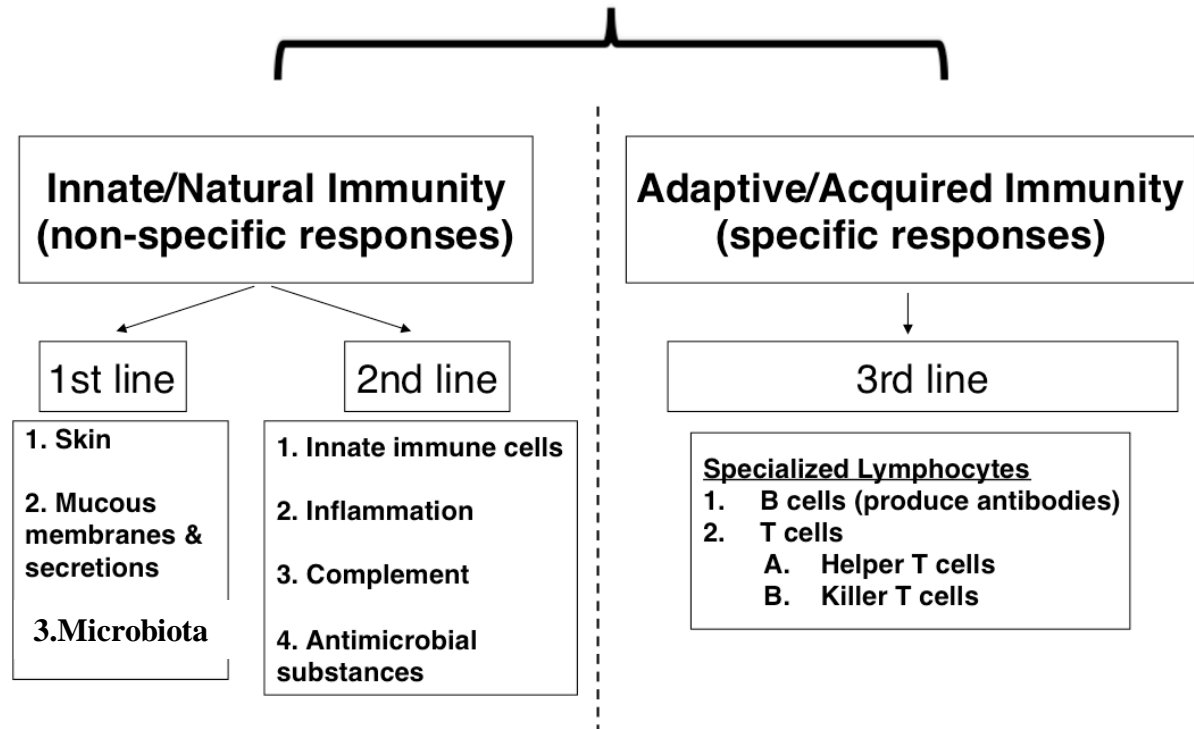 Innate/Natural Immunity
(non-specific responses)
1st line
1. Skin
2. Mucous
membranes &
secretions
3.Microbiota
2nd line
1. Innate immune cells
2. Inflammation
3. Complement
4. Antimicrobial
substances
Adaptive/Acquired Immunity
(specific responses)
3rd line
Specialized Lymphocytes
1. B cells (produce antibodies)
2. T cells
A. Helper T cells
B. Killer T cells